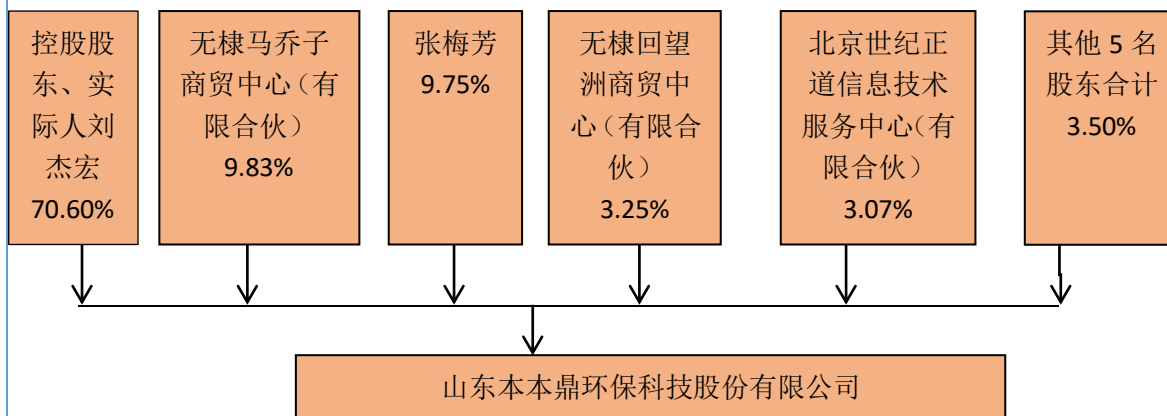 控股股
东、实
际人刘
杰宏
70.60%
无棣马乔子
商贸中心（有
限合伙）
9.83%
张梅芳
9.75%
无棣回望
洲商贸中
心（有限合
伙）
3.25%
北京世纪正
道信息技术
服务中心（有
限合伙）
3.07%
其他 5 名
股东合计
3.50%
山东本本鼎环保科技股份有限公司